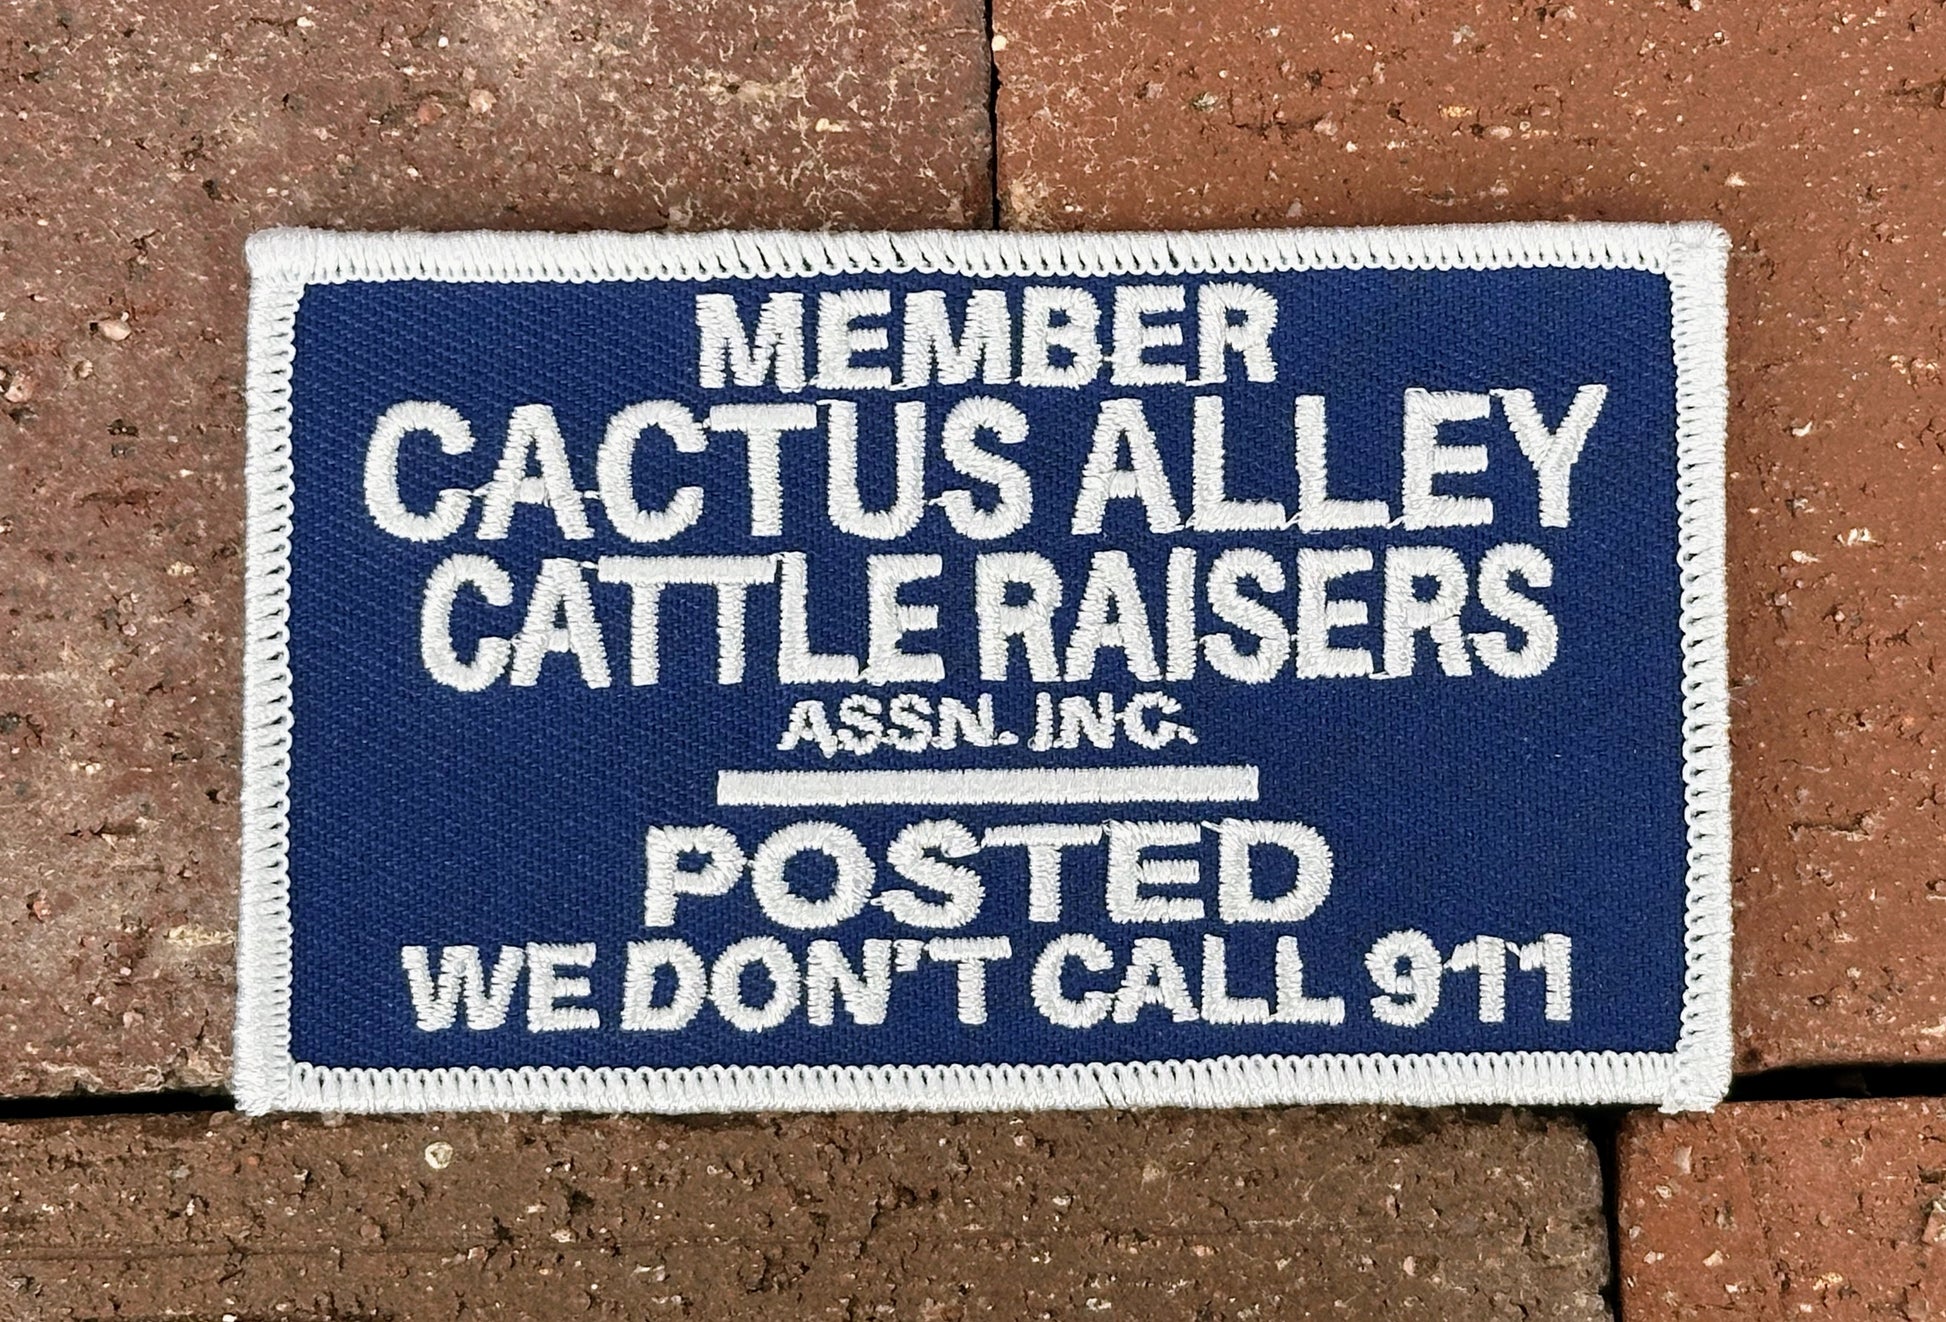 MEMBER
CACTUS ALLEY
CATTLE RAISERS
ASSN. INC.
POSTED
WE DON'T CALL 911